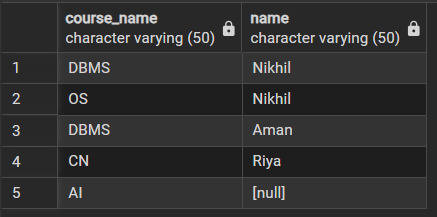 course_name name
character varying (50) character varying (50)
1 DBMS Nikhil
2 OS Nikhil
3 DBMS Aman
4 CN Riya
5 AI [null]